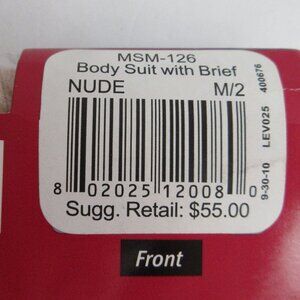 MSM-126
Body Suit with Brief
NUDE M/2
8 02025 12008 0
Sugg. Retail: $55.00
9-30-10 LEV025 400676
Front